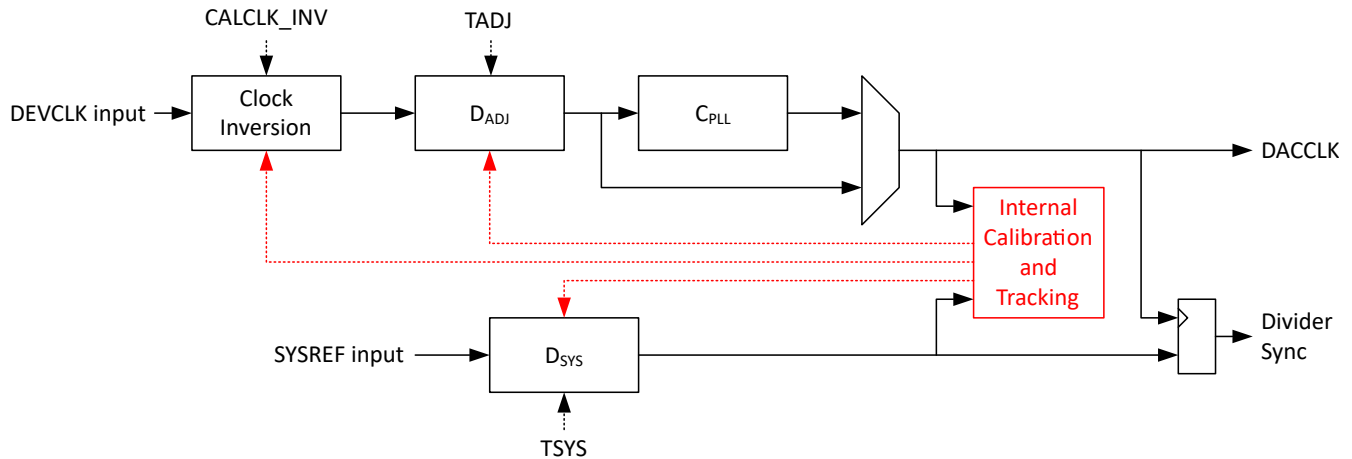 CALCLK_INV
TADJ
DEVCLK input
Clock
Inversion
DADJ
CPLL
DACCLK
Internal
Calibration
and
Tracking
SYSREF input
DSYS
Divider
Sync
TSYS